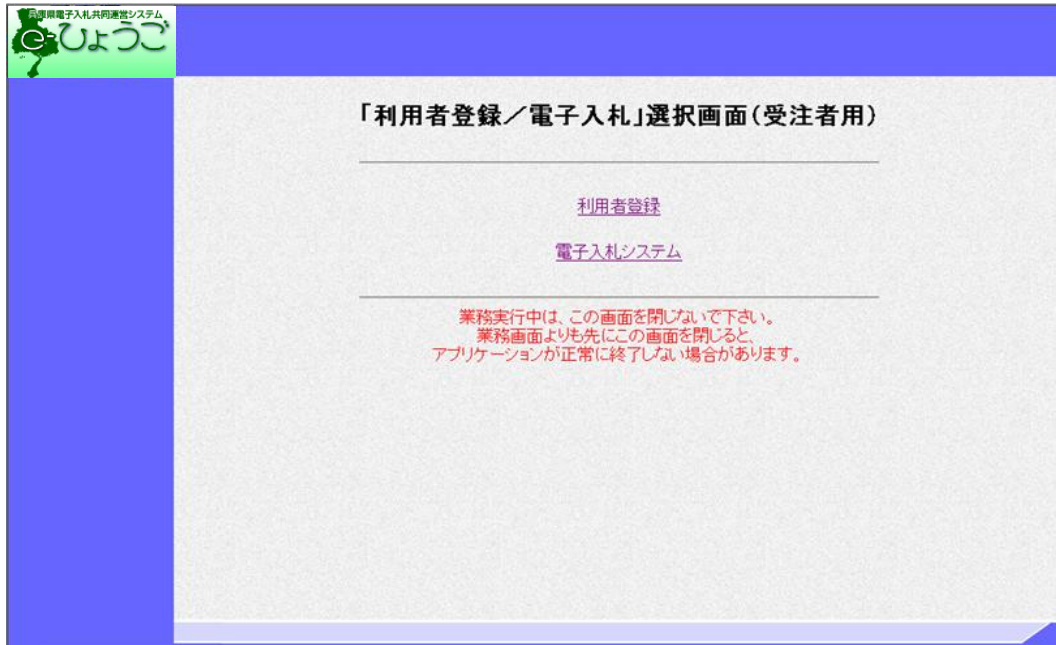 兵庫県電子入札共同運営システム
e-ひょうご
「利用者登録／電子入札」選択画面(受注者用)
利用者登録
電子入札システム
業務実行中は、この画面を閉じないで下さい。
業務画面よりも先にこの画面を閉じると、
アプリケーションが正常に終了しない場合があります。